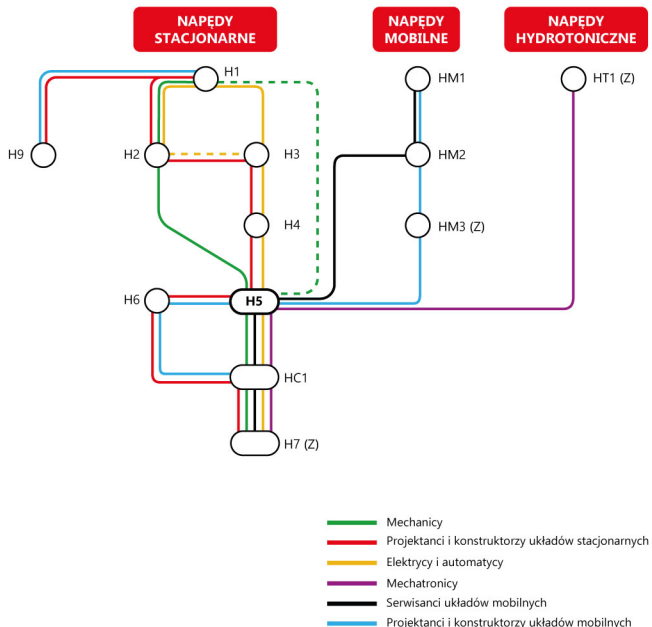 NAPĘDY
STACJONARNE
NAPĘDY
MOBILNE
NAPĘDY
HYDROTONICZNE
H1
HM1
HT1 (Z)
H9
H2
H3
HM2
H4
HM3 (Z)
H6
H5
HC1
H7 (Z)
Mechanicy
Projektanci i konstruktorzy układów stacjonarnych
Elektrycy i automatycy
Mechatronicy
Serwisanci układów mobilnych
Projektanci i konstruktorzy układów mobilnych